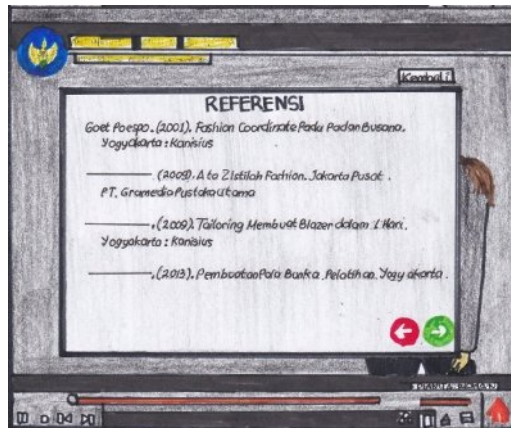 Kembali
REFERENSI
Goet Poespo. (2001). Fashion Coordinate Padu Padan Busana.
Yogyakarta : Kanisius
(2009). A to Z Istilah Fashion. Jakarta Pusat .
PT. Gramedia Pustaka Utama
.(2009). Tailoring Membuat Blazer dalam 1 Hari.
Yogyakarta : Kanisius
.(2013). Pembuatan Pola Pelatihan. Yogyakarta .